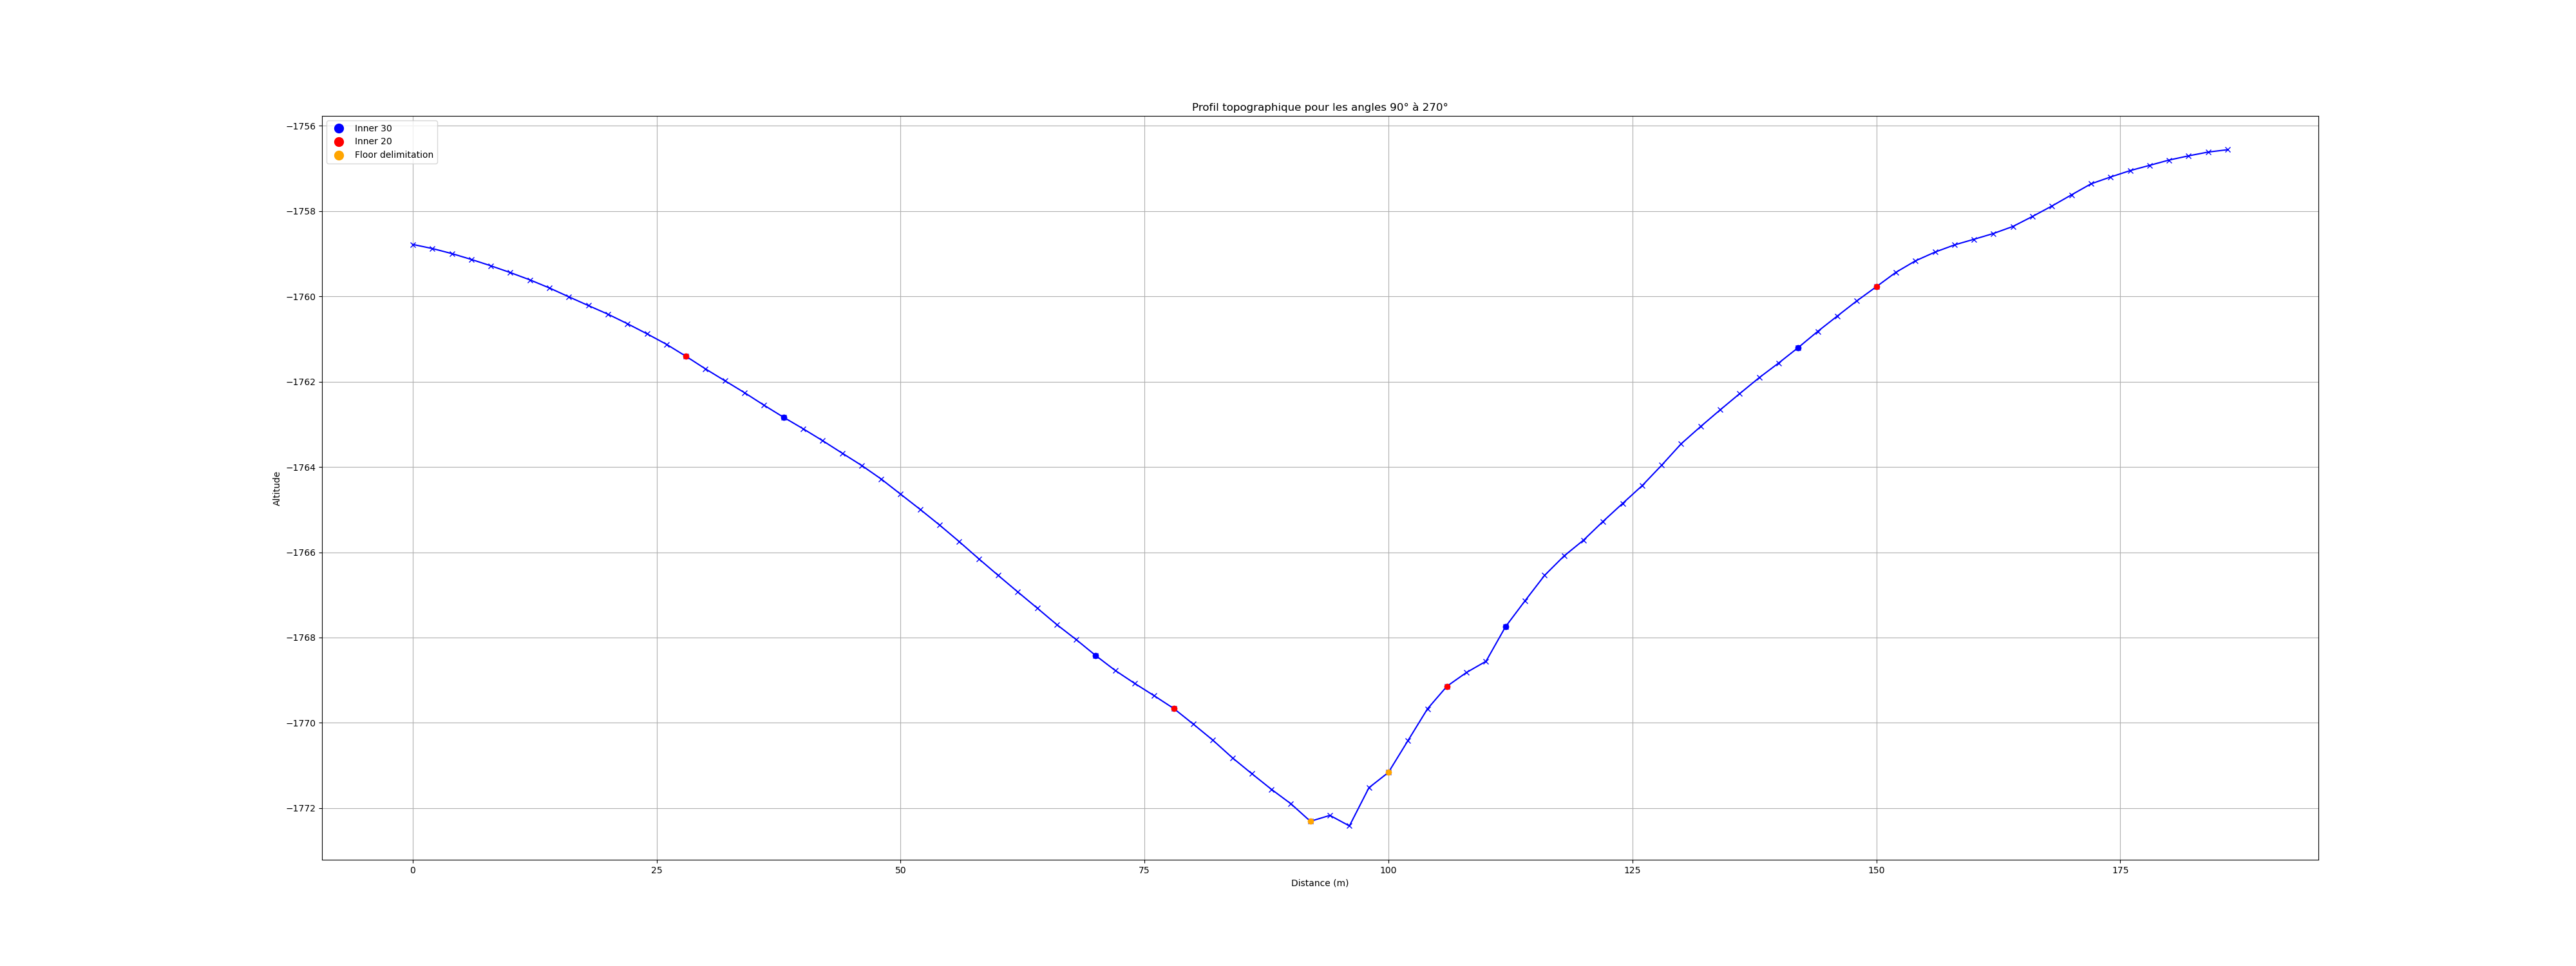 Profil topographique pour les angles 90° à 270°
Inner 30
Inner 20
Floor delimitation
−1756
−1758
−1760
−1762
−1764
−1766
−1768
−1770
−1772
Altitude
0 25 50 75 100 125 150 175
Distance (m)